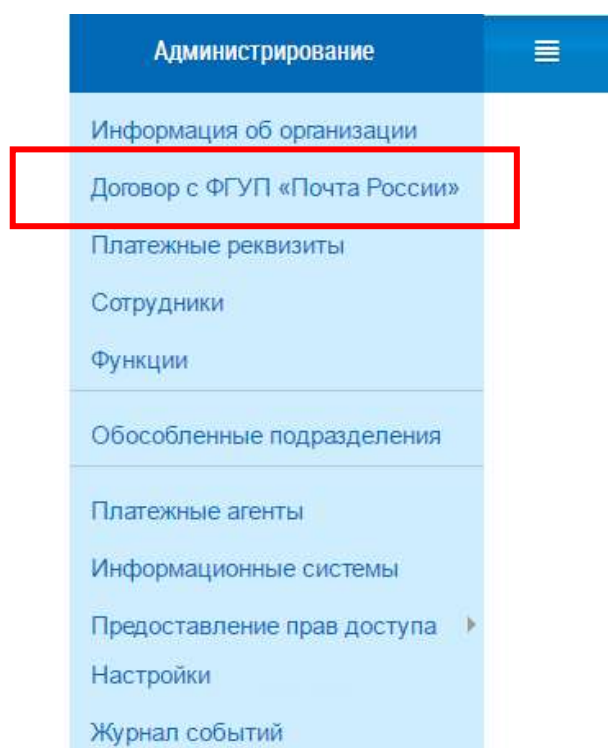 Администрирование
Информация об организации
Договор с ФГУП «Почта России»
Платежные реквизиты
Сотрудники
Функции
Обособленные подразделения
Платежные агенты
Информационные системы
Предоставление прав доступа
Настройки
Журнал событий